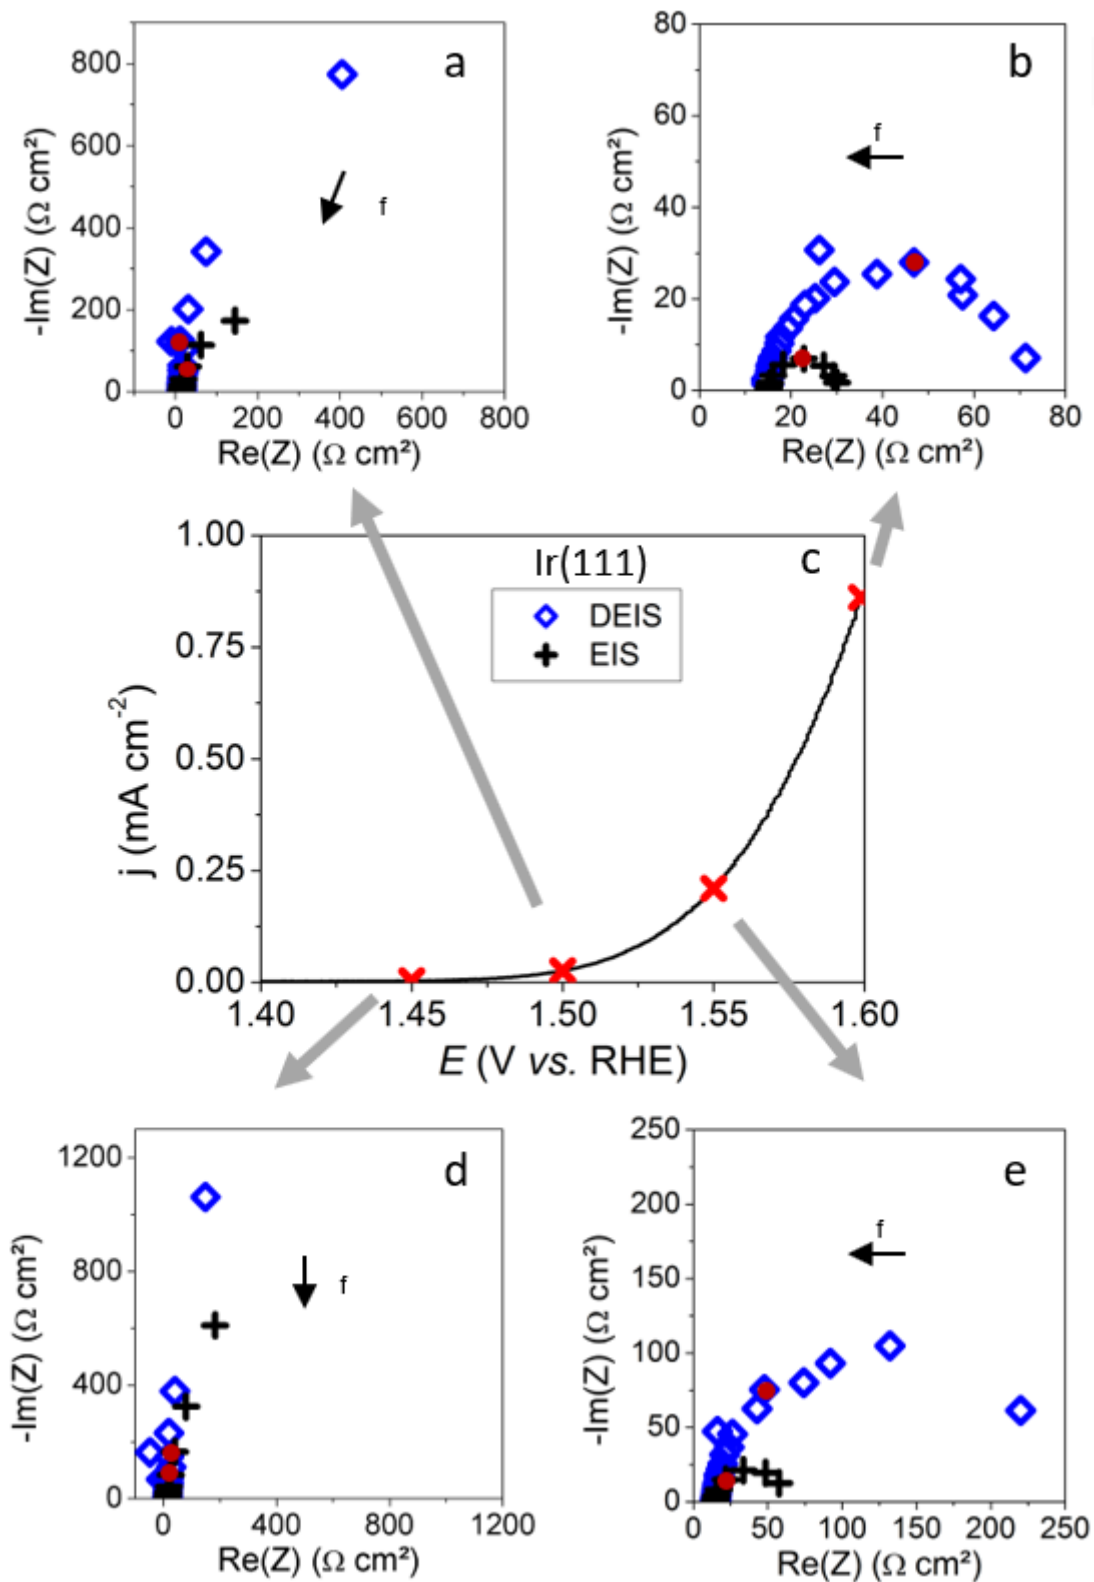 a
800
600
400
200
0
-Im(Z) (Ω cm²)
f
0 200 400 600 800
Re(Z) (Ω cm²)
b
80
60
40
20
0
-Im(Z) (Ω cm²)
f
0 20 40 60 80
Re(Z) (Ω cm²)
Ir(111)
c
DEIS
EIS
1.00
0.75
0.50
0.25
0.00
j (mA cm⁻²)
1.40 1.45 1.50 1.55 1.60
E (V vs. RHE)
d
1200
800
400
0
-Im(Z) (Ω cm²)
f
0 400 800 1200
Re(Z) (Ω cm²)
e
250
200
150
100
50
0
-Im(Z) (Ω cm²)
f
0 50 100 150 200 250
Re(Z) (Ω cm²)